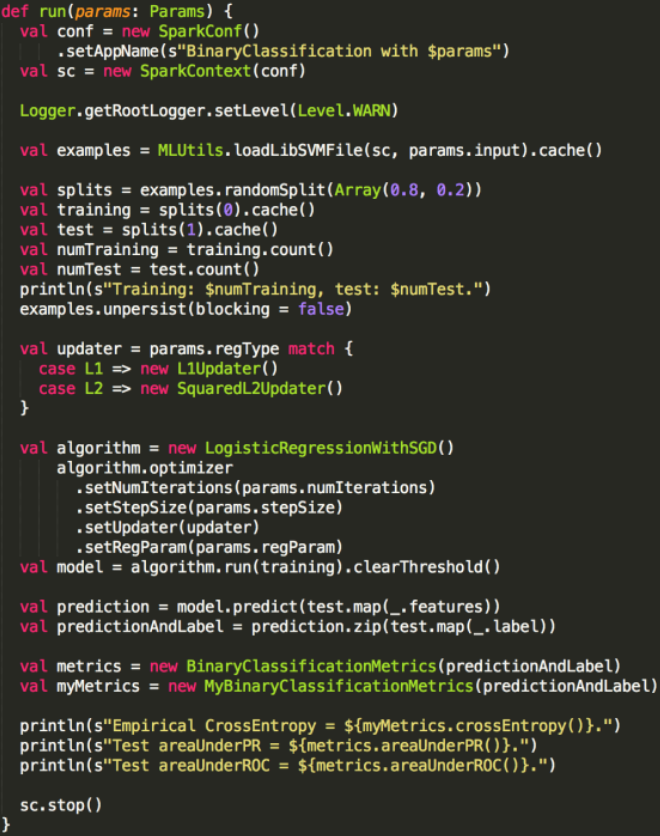 def run(params: Params) {
  val conf = new SparkConf()
      .setAppName(s"BinaryClassification with $params")
  val sc = new SparkContext(conf)

  Logger.getRootLogger.setLevel(Level.WARN)

  val examples = MLUtils.loadLibSVMFile(sc, params.input).cache()

  val splits = examples.randomSplit(Array(0.8, 0.2))
  val training = splits(0).cache()
  val test = splits(1).cache()
  val numTraining = training.count()
  val numTest = test.count()
  println(s"Training: $numTraining, test: $numTest.")
  examples.unpersist(blocking = false)

  val updater = params.regType match {
    case L1 => new L1Updater()
    case L2 => new SquaredL2Updater()
  }

  val algorithm = new LogisticRegressionWithSGD()
      algorithm.optimizer
        .setNumIterations(params.numIterations)
        .setStepSize(params.stepSize)
        .setUpdater(updater)
        .setRegParam(params.regParam)
  val model = algorithm.run(training).clearThreshold()

  val prediction = model.predict(test.map(_.features))
  val predictionAndLabel = prediction.zip(test.map(_.label))

  val metrics = new BinaryClassificationMetrics(predictionAndLabel)
  val myMetrics = new MyBinaryClassificationMetrics(predictionAndLabel)

  println(s"Empirical CrossEntropy = ${myMetrics.crossEntropy()}.")
  println(s"Test areaUnderPR = ${metrics.areaUnderPR()}.")
  println(s"Test areaUnderROC = ${metrics.areaUnderROC()}.")

  sc.stop()
}